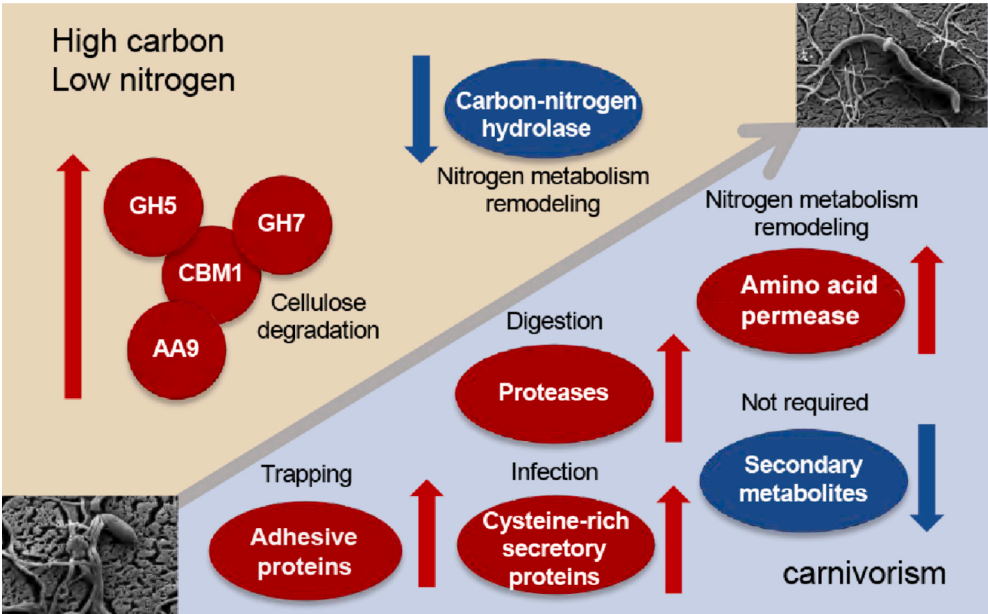 High carbon
Low nitrogen
Carbon-nitrogen
hydrolase
Nitrogen metabolism
remodeling
GH5
GH7
CBM1
AA9
Cellulose
degradation
Nitrogen metabolism
remodeling
Amino acid
permease
Digestion
Proteases
Not required
Secondary
metabolites
Trapping
Adhesive
proteins
Infection
Cysteine-rich
secretory
proteins
carnivorism